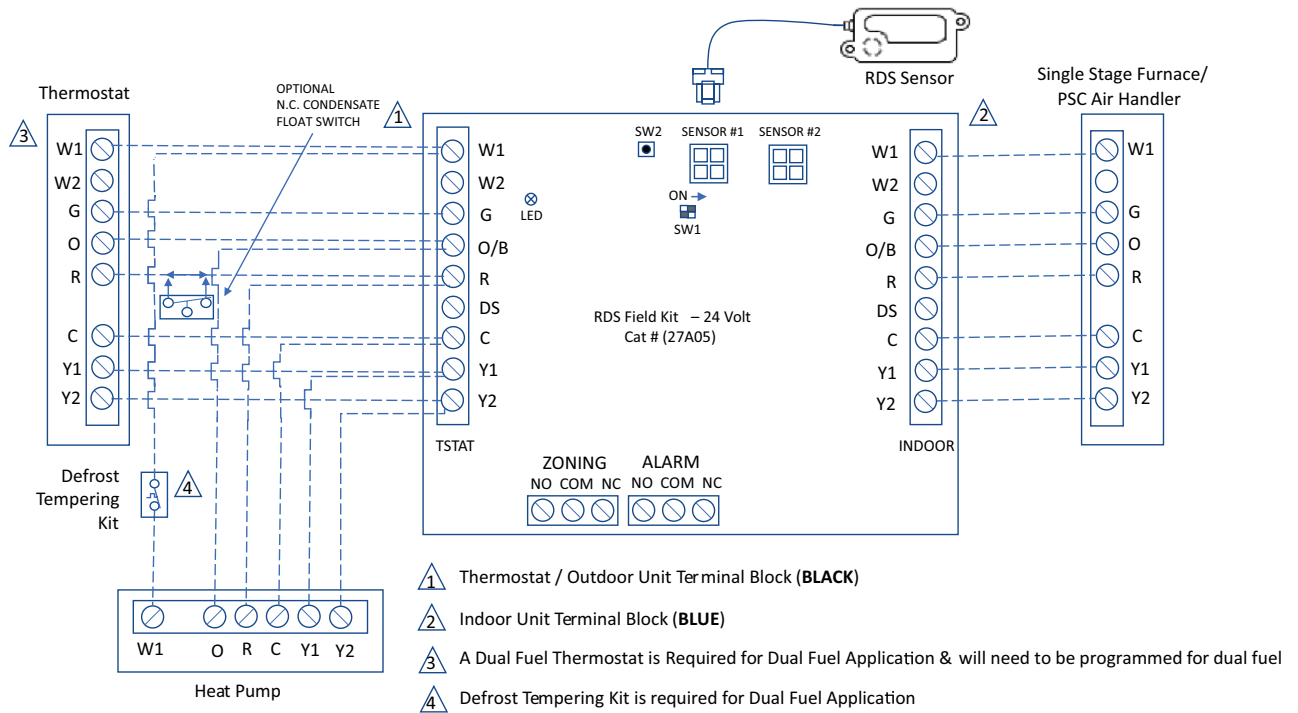 Thermostat
3
W1
W2
G
O
R
C
Y1
Y2
OPTIONAL
N.C. CONDENSATE
FLOAT SWITCH
1
W1
W2
G
O/B
R
DS
C
Y1
Y2
TSTAT
LED
SW2
SENSOR #1
SENSOR #2
ON
SW1
RDS Field Kit – 24 Volt
Cat # (27A05)
ZONING
NO COM NC
ALARM
NO COM NC
RDS Sensor
2
W1
W2
G
O/B
R
DS
C
Y1
Y2
INDOOR
Single Stage Furnace/
PSC Air Handler
W1
G
O
R
C
Y1
Y2
Defrost
Tempering
Kit
4
W1
O
R
C
Y1
Y2
Heat Pump
1 Thermostat / Outdoor Unit Terminal Block (BLACK)
2 Indoor Unit Terminal Block (BLUE)
3 A Dual Fuel Thermostat is Required for Dual Fuel Application & will need to be programmed for dual fuel
4 Defrost Tempering Kit is required for Dual Fuel Application